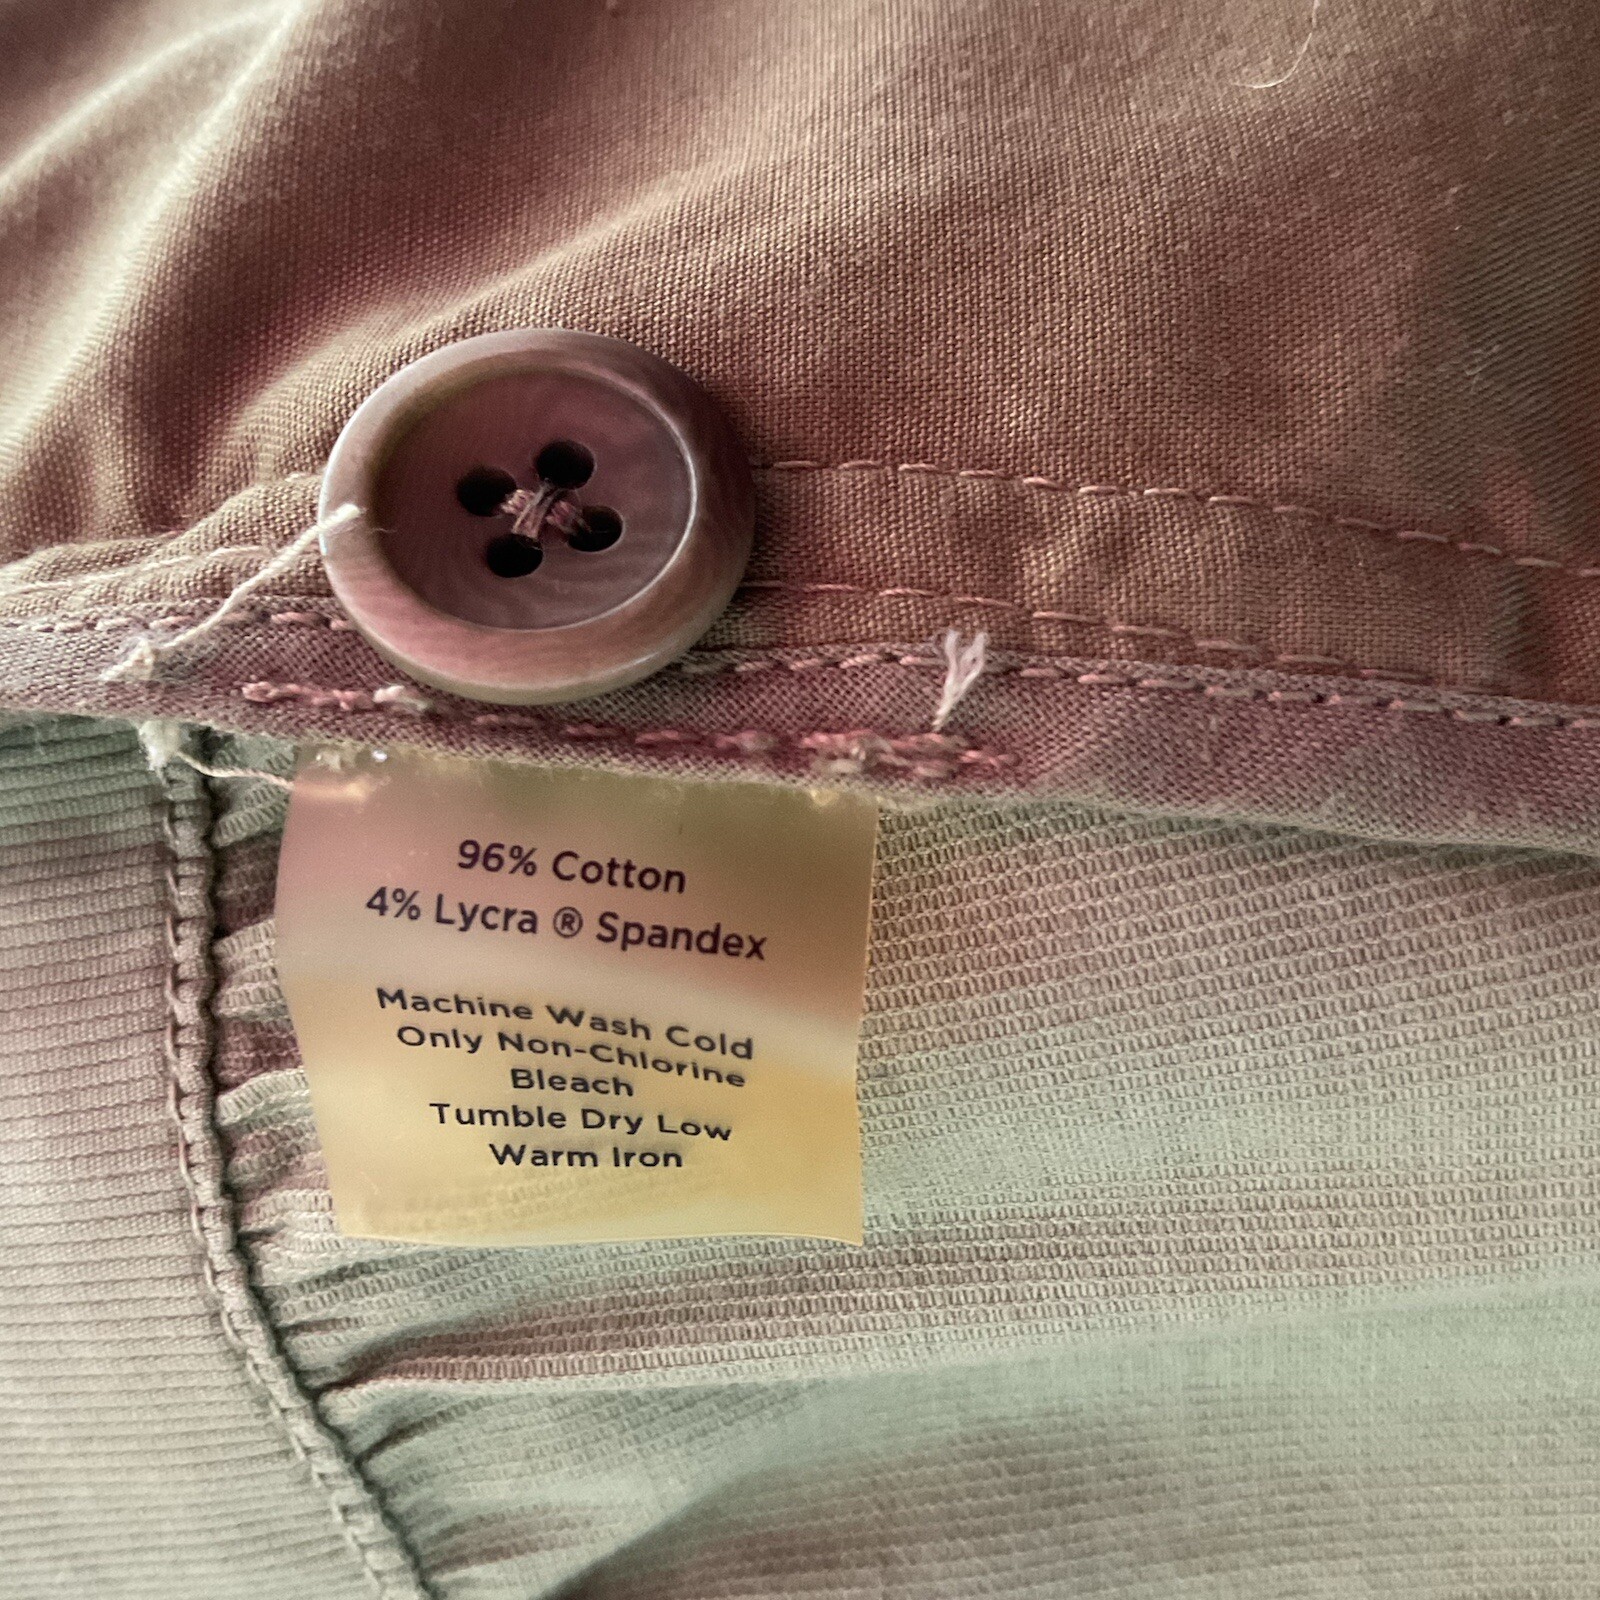 96% Cotton
4% Lycra ® Spandex
Machine Wash Cold
Only Non-Chlorine
Bleach
Tumble Dry Low
Warm Iron